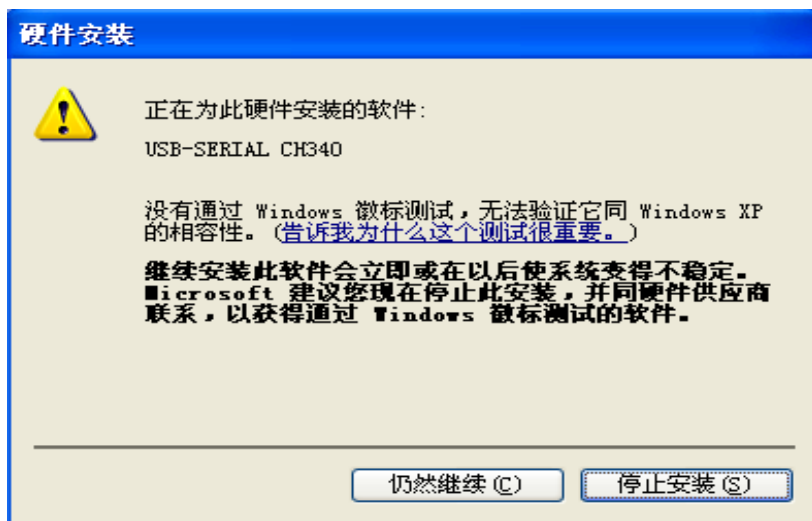 硬件安装
正在为此硬件安装的软件:
USB-SERIAL CH340
没有通过 Windows 徽标测试，无法验证它同 Windows XP
的相容性。(告诉我为什么这个测试很重要。)
继续安装此软件会立即或在以后使系统变得不稳定。
Microsoft 建议您现在停止此安装，并同硬件供应商
联系，以获得通过 Windows 徽标测试的软件。
仍然继续(C)
停止安装(S)